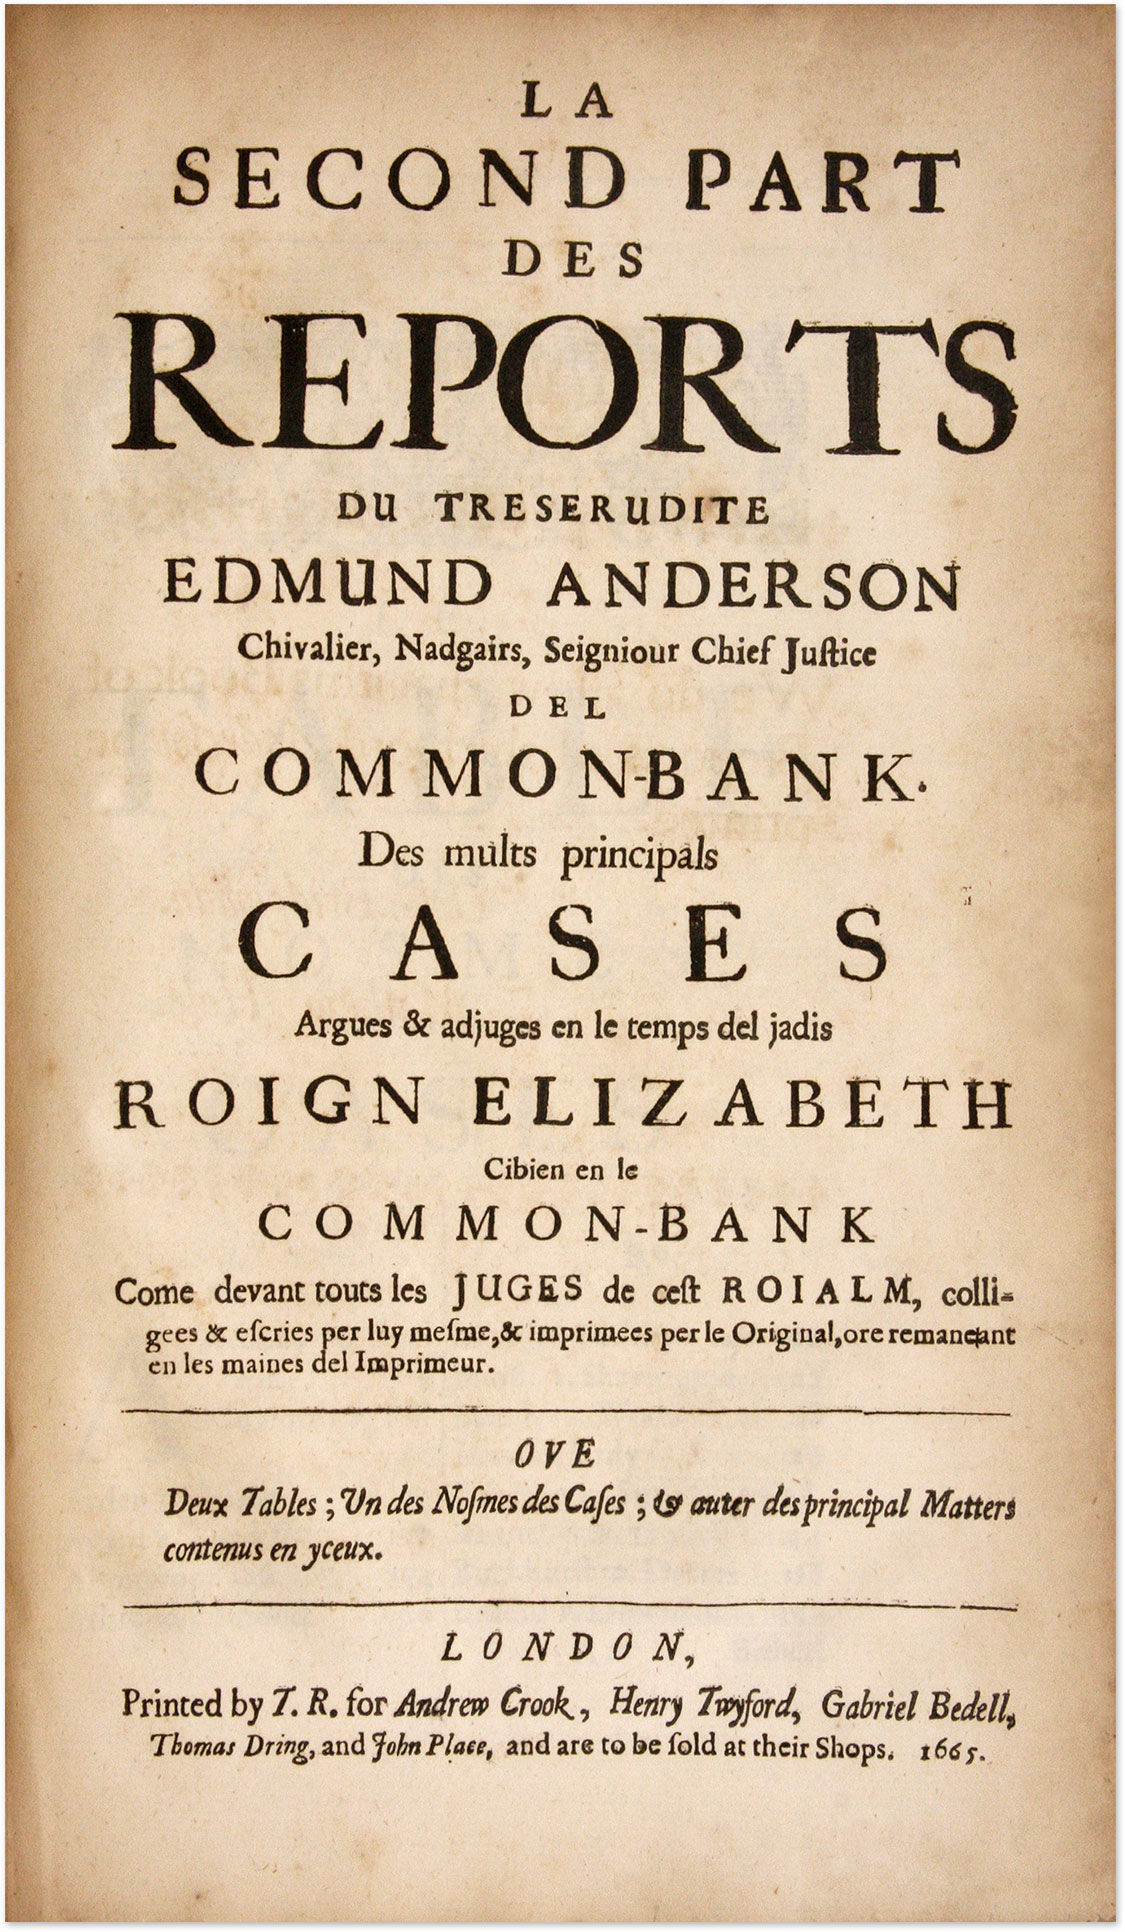 LA
SECOND PART
DES
REPORTS
DU TRESERUDITE
EDMUND ANDERSON
Chivalier, Nadgairs, Seigniour Chief Juſtice
DEL
COMMON-BANK.
Des mults principals
CASES
Argues & adjuges en le temps del jadis
ROIGN ELIZABETH
Cibien en le
COMMON-BANK
Come devant touts les JUGES de ceſt ROIALM, colli-
gees & eſcries per luy meſme, & imprimees per le Original, ore remaneant
en les maines del Imprimeur.
OVE
Deux Tables; Un des Noſmes des Caſes; & auter des principal Matters
contenus en yceux.
LONDON,
Printed by T. R. for Andrew Crook, Henry Twyford, Gabriel Bedell,
Thomas Dring, and John Place, and are to be ſold at their Shops. 1665.